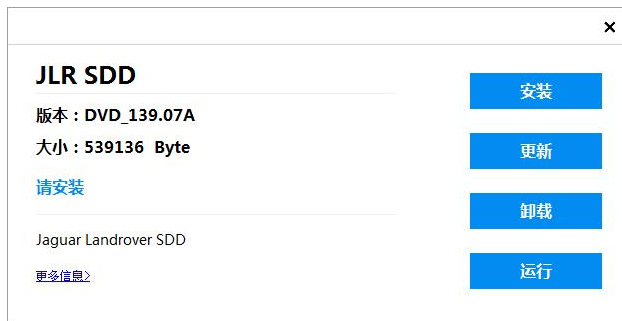 JLR SDD
版本：DVD_139.07A
大小：539136 Byte
请安装
Jaguar Landrover SDD
更多信息>
安装
更新
卸载
运行